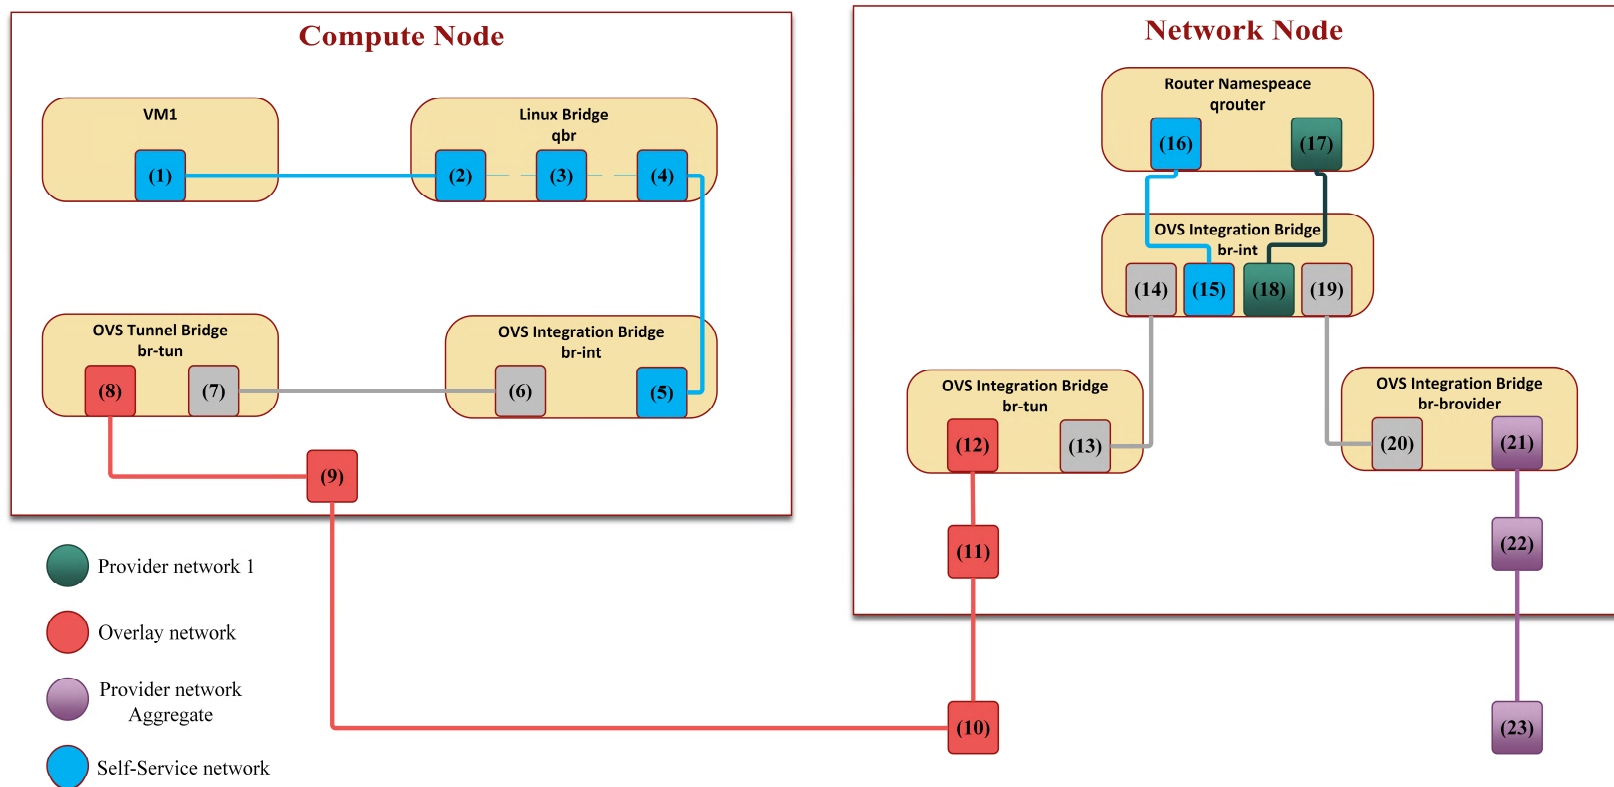 Compute Node
VM1
(1)
Linux Bridge
qbr
(2)
(3)
(4)
OVS Tunnel Bridge
br-tun
(8)
(7)
OVS Integration Bridge
br-int
(6)
(5)
(9)
Network Node
Router Namespeace
qrouter
(16)
(17)
OVS Integration Bridge
br-int
(14)
(15)
(18)
(19)
OVS Integration Bridge
br-tun
(12)
(13)
OVS Integration Bridge
br-brovider
(20)
(21)
(11)
(22)
(10)
(23)
Provider network 1
Overlay network
Provider network
Aggregate
Self-Service network